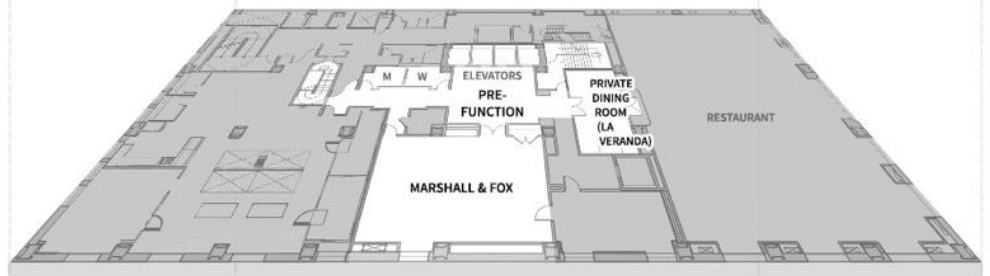 M W
ELEVATORS
PRE-
FUNCTION
PRIVATE
DINING
ROOM
(LA
VERANDA)
RESTAURANT
MARSHALL & FOX